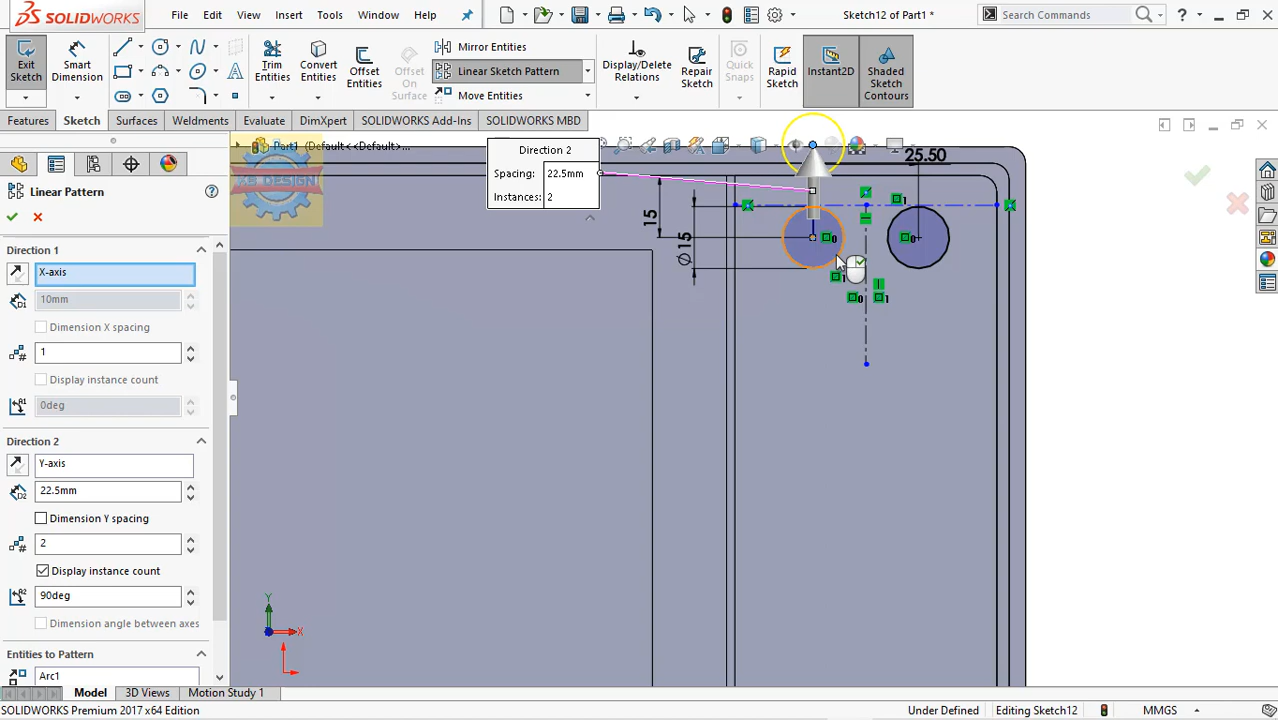 SOLIDWORKS
File
Edit
View
Insert
Tools
Window
Help
Sketch12 of Part1 *
Search Commands
Exit Sketch
Smart Dimension
Trim Entities
Convert Entities
Offset Entities
Offset On Surface
Mirror Entities
Linear Sketch Pattern
Move Entities
Display/Delete Relations
Repair Sketch
Quick Snaps
Rapid Sketch
Instant2D
Shaded Sketch Contours
Features
Sketch
Surfaces
Weldments
Evaluate
DimXpert
SOLIDWORKS Add-Ins
SOLIDWORKS MBD
Part1 (Default<<Default>...
Linear Pattern
Direction 1
X-axis
10mm
Dimension X spacing
1
Display instance count
0deg
Direction 2
Y-axis
22.5mm
Dimension Y spacing
2
Display instance count
90deg
Dimension angle between axes
Entities to Pattern
Arc1
Direction 2
Spacing: 22.5mm
Instances: 2
25.50
15
Ø15
Y
X
Model
3D Views
Motion Study 1
SOLIDWORKS Premium 2017 x64 Edition
Under Defined
Editing Sketch12
MMGS